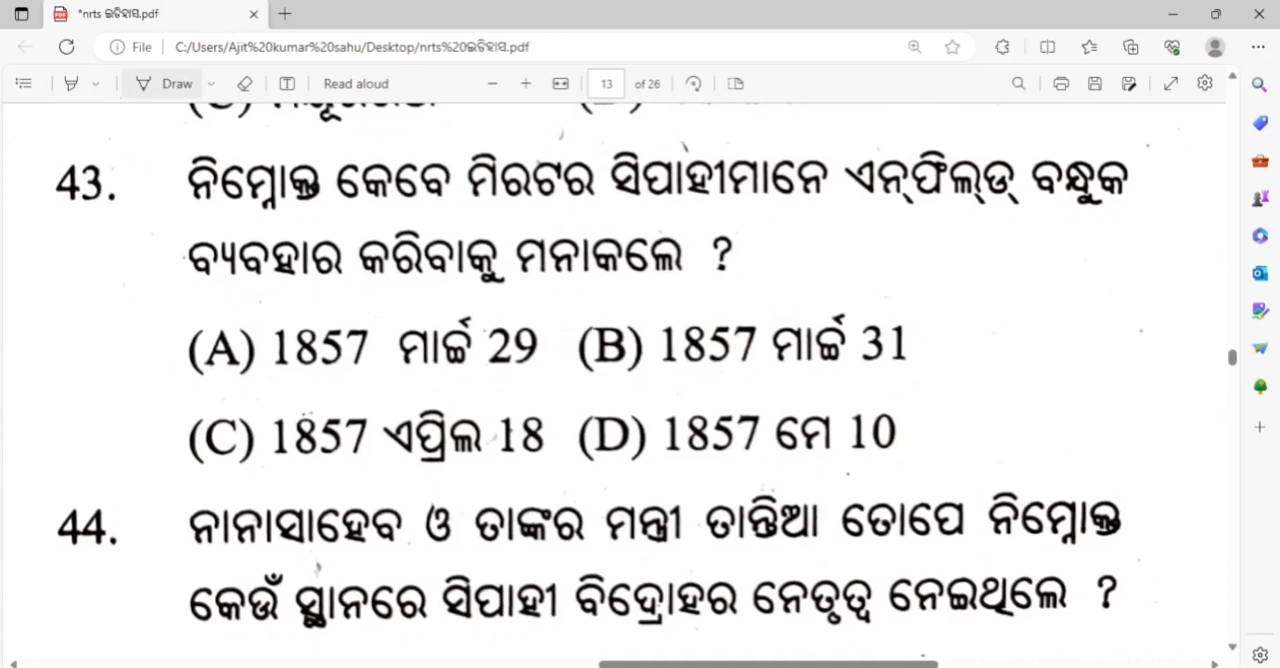 *nrts ଇତିହାସ.pdf
File C:/Users/Ajit%20kumar%20sahu/Desktop/nrts%20ଇତିହାସ.pdf
Draw Read aloud 13 of 26
43. ନିମ୍ନୋକ୍ତ କେବେ ମିରଟର ସିପାହୀମାନେ ଏନ୍‌ଫିଲ୍‌ଡ୍ ବନ୍ଧୁକ
ବ୍ୟବହାର କରିବାକୁ ମନାକଲେ ?
(A) 1857 ମାର୍ଚ୍ଚ 29 (B) 1857 ମାର୍ଚ୍ଚ 31
(C) 1857 ଏପ୍ରିଲ 18 (D) 1857 ମେ 10
44. ନାନାସାହେବ ଓ ତାଙ୍କର ମନ୍ତ୍ରୀ ତାନ୍ତିଆ ତୋପେ ନିମ୍ନୋକ୍ତ
କେଉଁ ସ୍ଥାନରେ ସିପାହୀ ବିଦ୍ରୋହର ନେତୃତ୍ୱ ନେଇଥିଲେ ?